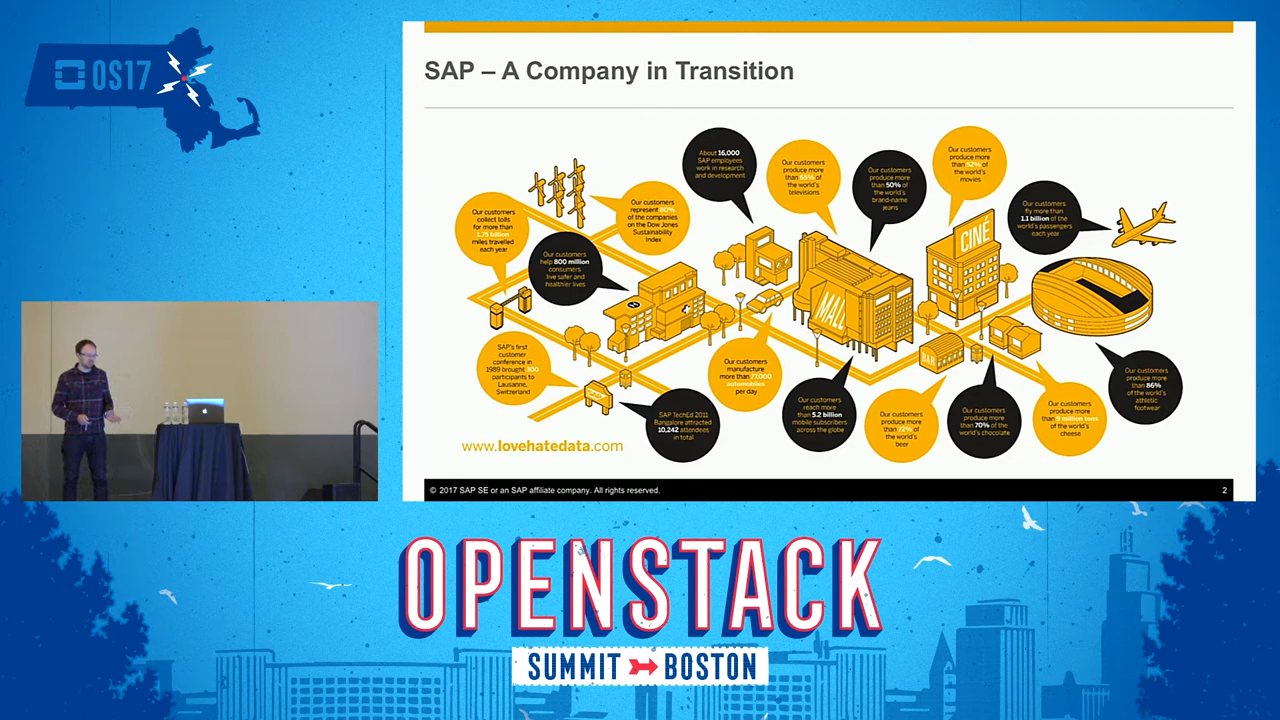 OS17
SAP – A Company in Transition
About 16,000
SAP employees
work in research
and development
Our customers
produce more
than 65% of
the world's
televisions
Our customers
produce more
than 50% of
the world's
brand-name
jeans
Our customers
produce more
than 52% of
the world's
movies
Our customers
fly more than
1.1 billion of the
world's passengers
each year
Our customers
collect tolls
for more than
1.75 billion
miles travelled
each year
Our customers
represent
of the companies
on the Dow Jones
Sustainability
Index
Our customers
help 800 million
consumers
live safer and
healthier lives
CINÉ
MALL
BAR
SAP's first
customer
conference in
1989 brought 100
participants to
Lausanne,
Switzerland
SAP TechEd 2011
Bangalore attracted
10,242 attendees
in total
Our customers
manufacture
more than 77,000
automobiles
per day
Our customers
reach more
than 5.2 billion
mobile subscribers
across the globe
Our customers
produce more
than 72% of
the world's
beer
Our customers
produce more
than 70% of the
world's chocolate
Our customers
produce more
than 9 million tons
of the world's
cheese
Our customers
produce more
than 86%
of the world's
athletic
footwear
www.lovehatedata.com
© 2017 SAP SE or an SAP affiliate company. All rights reserved.
2
OPENSTACK
SUMMIT BOSTON